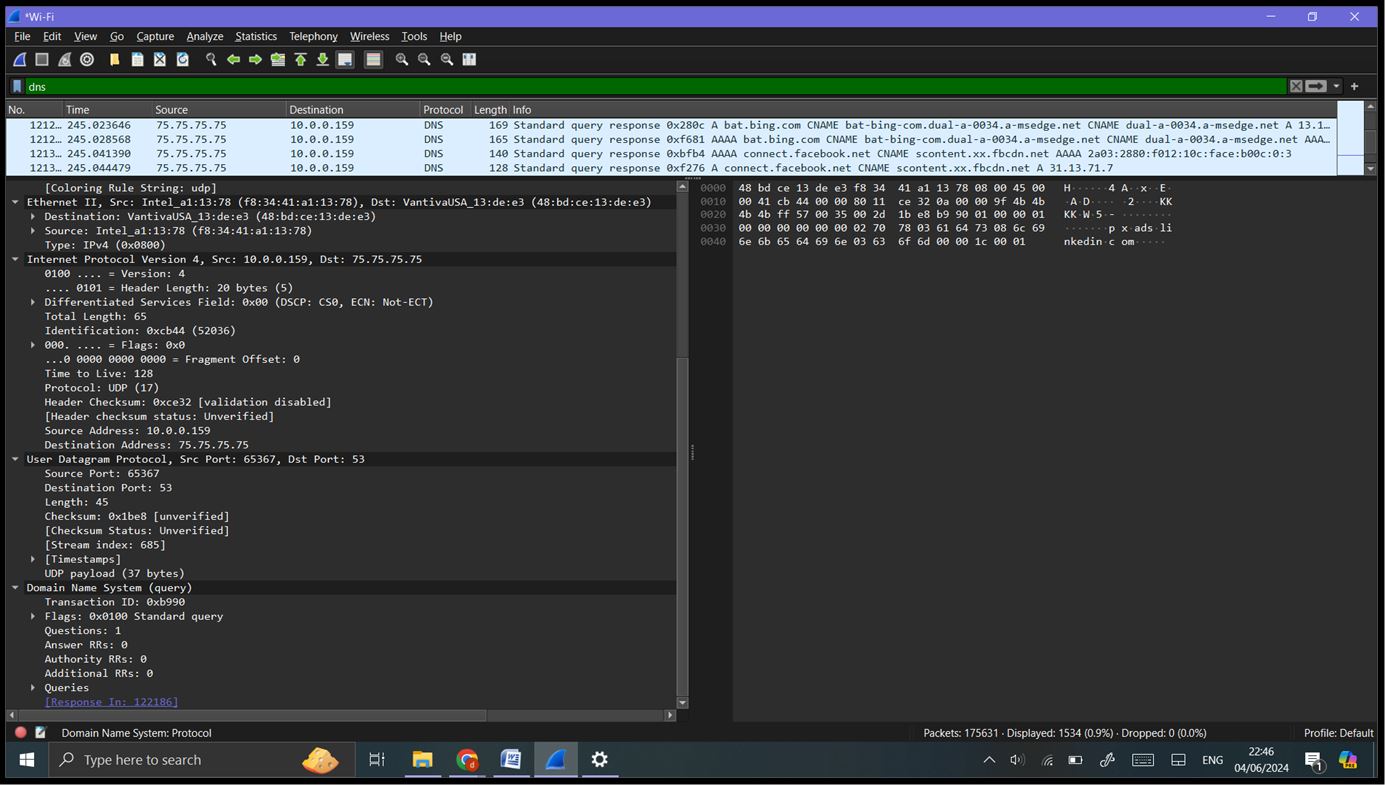 *Wi-Fi
File Edit View Go Capture Analyze Statistics Telephony Wireless Tools Help
dns
No. Time Source Destination Protocol Length Info
1212… 245.023646 75.75.75.75 10.0.0.159 DNS 169 Standard query response 0x280c A bat.bing.com CNAME bat-bing-com.dual-a-0034.a-msedge.net CNAME dual-a-0034.a-msedge.net A 13.1…
1212… 245.028568 75.75.75.75 10.0.0.159 DNS 165 Standard query response 0xf681 AAAA bat.bing.com CNAME bat-bing-com.dual-a-0034.a-msedge.net CNAME dual-a-0034.a-msedge.net AAA…
1213… 245.041390 75.75.75.75 10.0.0.159 DNS 140 Standard query response 0xbfb4 AAAA connect.facebook.net CNAME scontent.xx.fbcdn.net AAAA 2a03:2880:f012:10c:face:b00c:0:3
1213… 245.044479 75.75.75.75 10.0.0.159 DNS 128 Standard query response 0xf276 A connect.facebook.net CNAME scontent.xx.fbcdn.net A 31.13.71.7
[Coloring Rule String: udp]
Ethernet II, Src: Intel_a1:13:78 (f8:34:41:a1:13:78), Dst: VantivaUSA_13:de:e3 (48:bd:ce:13:de:e3)
Destination: VantivaUSA_13:de:e3 (48:bd:ce:13:de:e3)
Source: Intel_a1:13:78 (f8:34:41:a1:13:78)
Type: IPv4 (0x0800)
Internet Protocol Version 4, Src: 10.0.0.159, Dst: 75.75.75.75
0100 .... = Version: 4
.... 0101 = Header Length: 20 bytes (5)
Differentiated Services Field: 0x00 (DSCP: CS0, ECN: Not-ECT)
Total Length: 65
Identification: 0xcb44 (52036)
000. .... = Flags: 0x0
...0 0000 0000 0000 = Fragment Offset: 0
Time to Live: 128
Protocol: UDP (17)
Header Checksum: 0xce32 [validation disabled]
[Header checksum status: Unverified]
Source Address: 10.0.0.159
Destination Address: 75.75.75.75
User Datagram Protocol, Src Port: 65367, Dst Port: 53
Source Port: 65367
Destination Port: 53
Length: 45
Checksum: 0x1be8 [unverified]
[Checksum Status: Unverified]
[Stream index: 685]
[Timestamps]
UDP payload (37 bytes)
Domain Name System (query)
Transaction ID: 0xb990
Flags: 0x0100 Standard query
Questions: 1
Answer RRs: 0
Authority RRs: 0
Additional RRs: 0
Queries
[Response In: 122186]
0000 48 bd ce 13 de e3 f8 34 41 a1 13 78 08 00 45 00 H······4 A··x··E·
0010 00 41 cb 44 00 00 80 11 ce 32 0a 00 00 9f 4b 4b ·A·D···· ·2····KK
0020 4b 4b ff 57 00 35 00 2d 1b e8 b9 90 01 00 00 01 KK·W·5·- ········
0030 00 00 00 00 00 00 02 70 78 03 61 64 73 08 6c 69 ·······p x·ads·li
0040 6e 6b 65 64 69 6e 03 63 6f 6d 00 00 1c 00 01 nkedin·c om·····
Domain Name System: Protocol
Packets: 175631 · Displayed: 1534 (0.9%) · Dropped: 0 (0.0%)
Profile: Default
Type here to search
ENG
22:46
04/06/2024
1
PRE